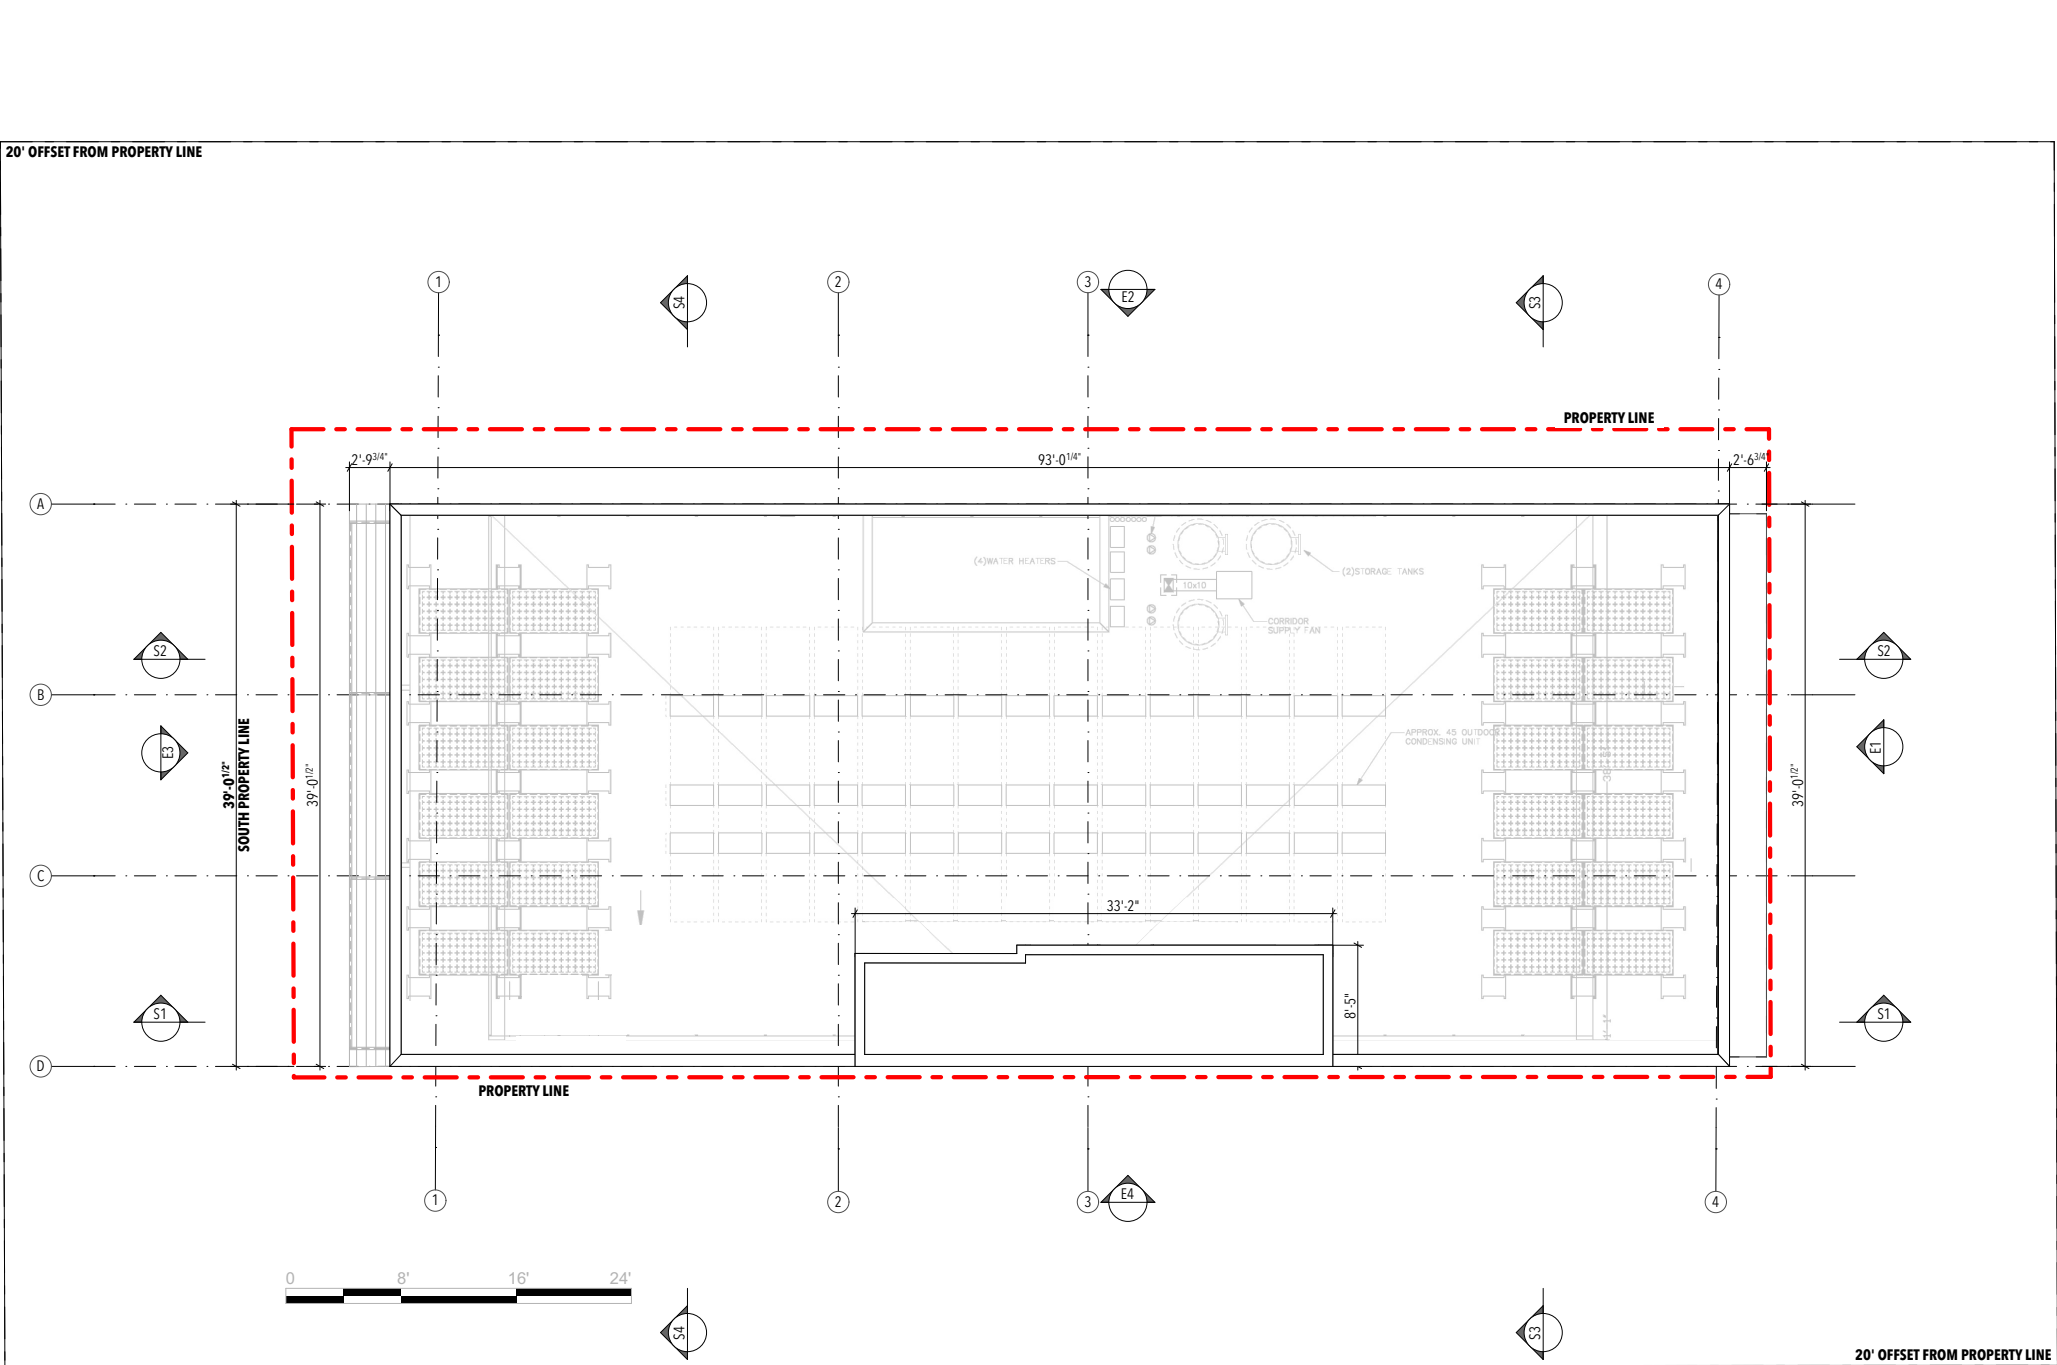 20' OFFSET FROM PROPERTY LINE
1
S4
2
3
E2
S3
4
PROPERTY LINE
2'-9 3/4"
93'-0 1/4"
2'-6 3/4"
A
(4)WATER HEATERS
10x10
(2)STORAGE TANKS
CORRIDOR
SUPPLY FAN
S2
S2
B
SOUTH PROPERTY LINE
39'-0 1/2"
39'-0 1/2"
E3
APPROX. 45 OUTDOOR
CONDENSING UNIT
E1
39'-0 1/2"
C
33'-2"
8'-5"
S1
S1
D
PROPERTY LINE
1
2
3
E4
4
0 8' 16' 24'
S4
S3
20' OFFSET FROM PROPERTY LINE